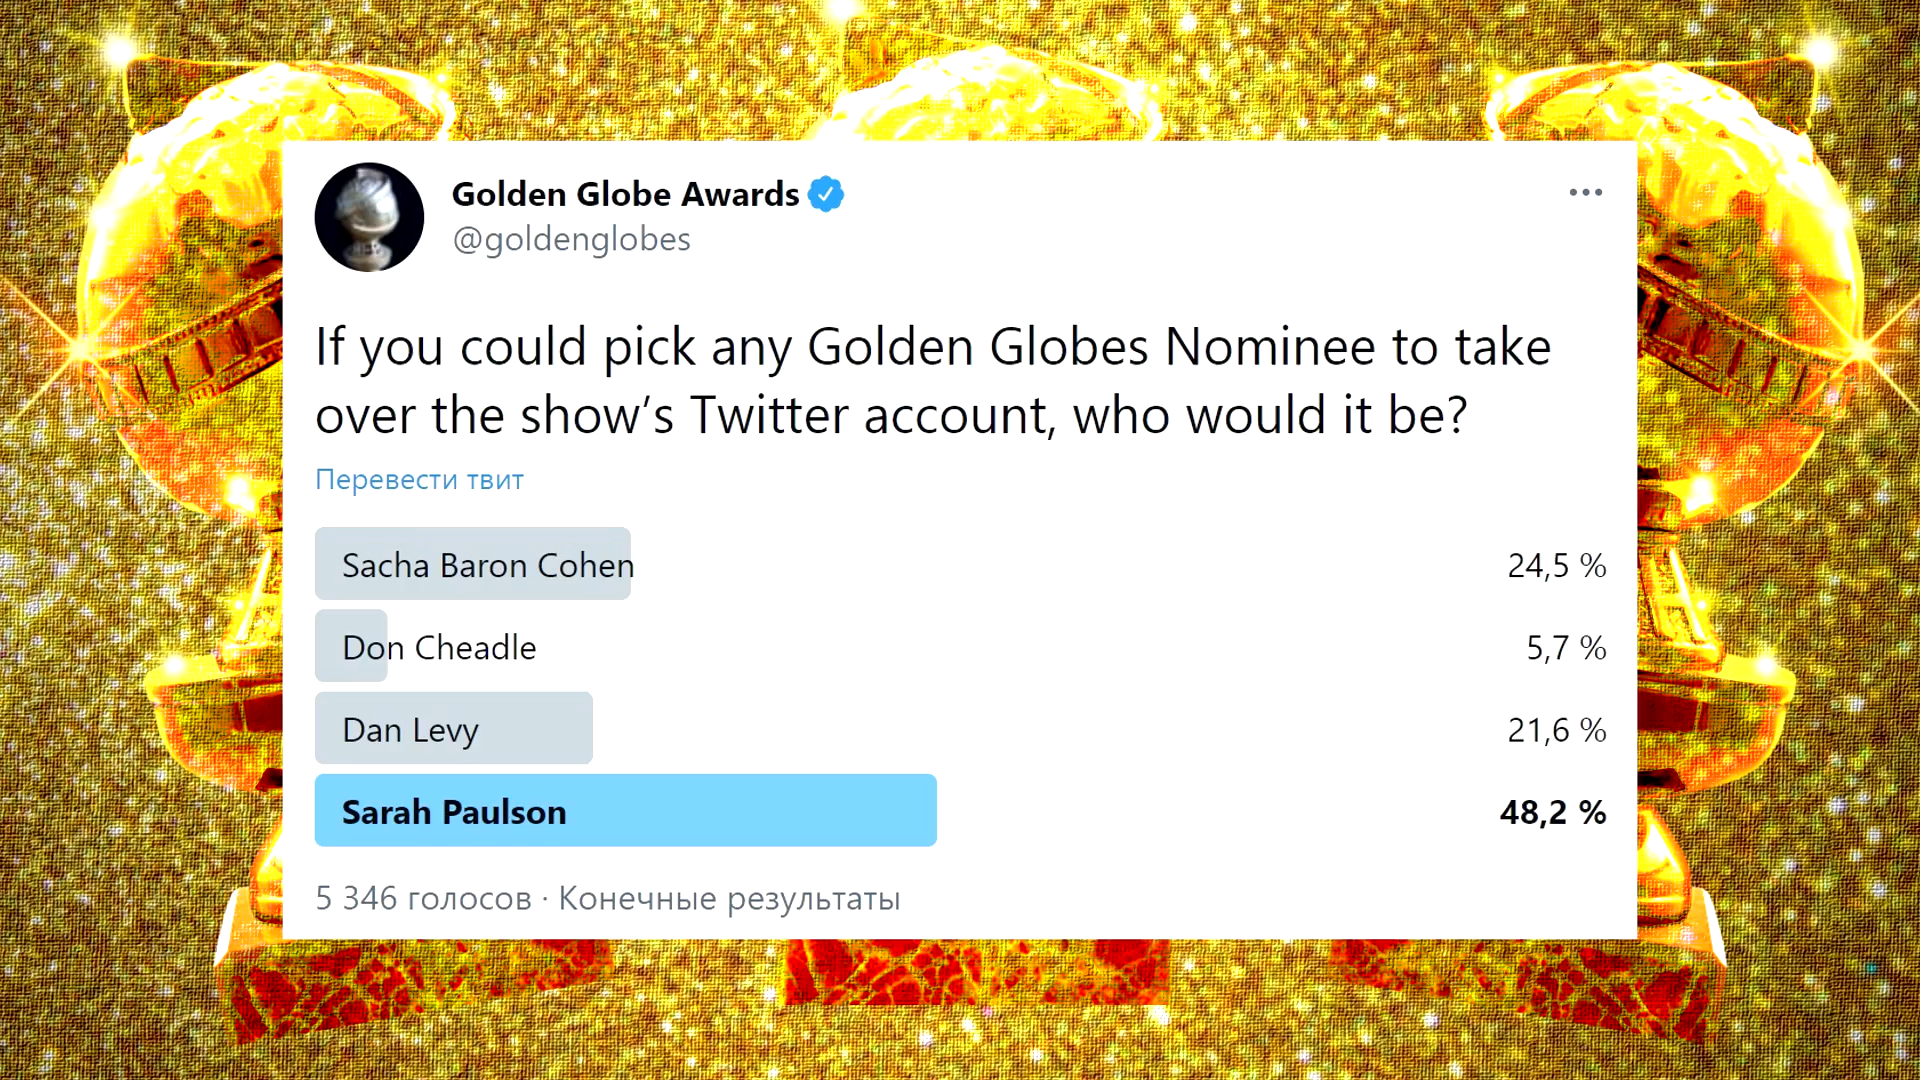 Golden Globe Awards
@goldenglobes
If you could pick any Golden Globes Nominee to take
over the show’s Twitter account, who would it be?
Перевести твит
Sacha Baron Cohen 24,5 %
Don Cheadle 5,7 %
Dan Levy 21,6 %
Sarah Paulson 48,2 %
5 346 голосов · Конечные результаты